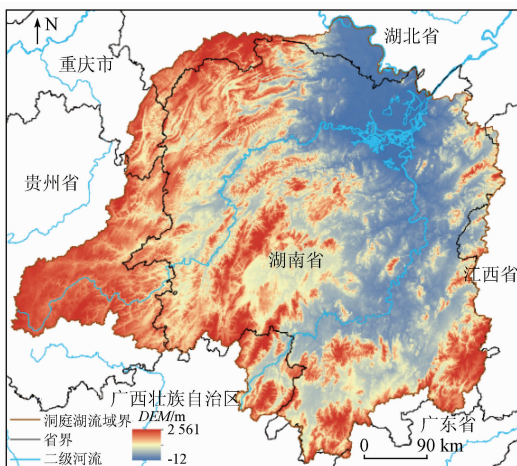 N
湖北省
重庆市
贵州省
湖南省
江西省
广西壮族自治区
广东省
洞庭湖流域界
省界
二级河流
DEM/m
2 561
-12
0 90 km